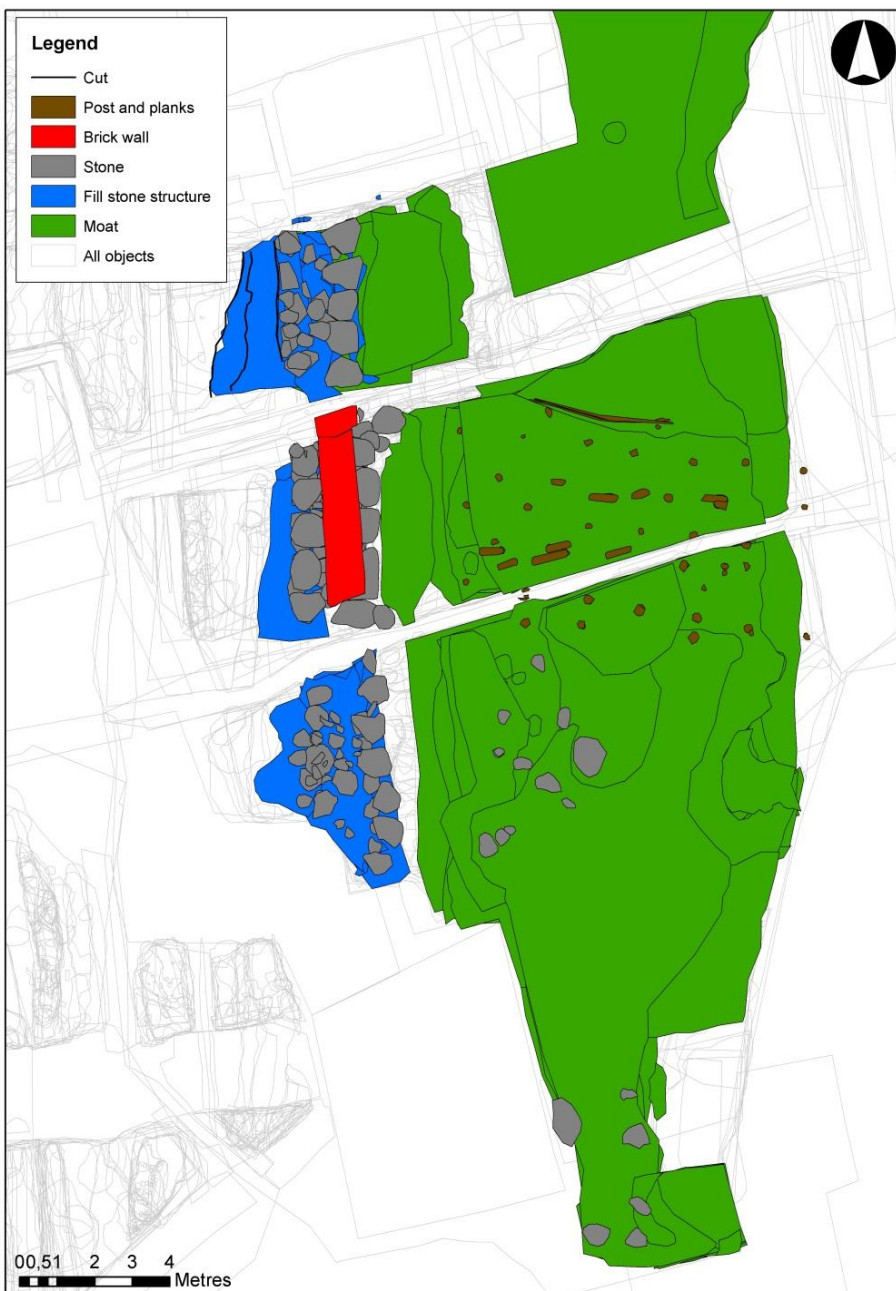 Legend
Cut
Post and planks
Brick wall
Stone
Fill stone structure
Moat
All objects
00,51 2 3 4
Metres